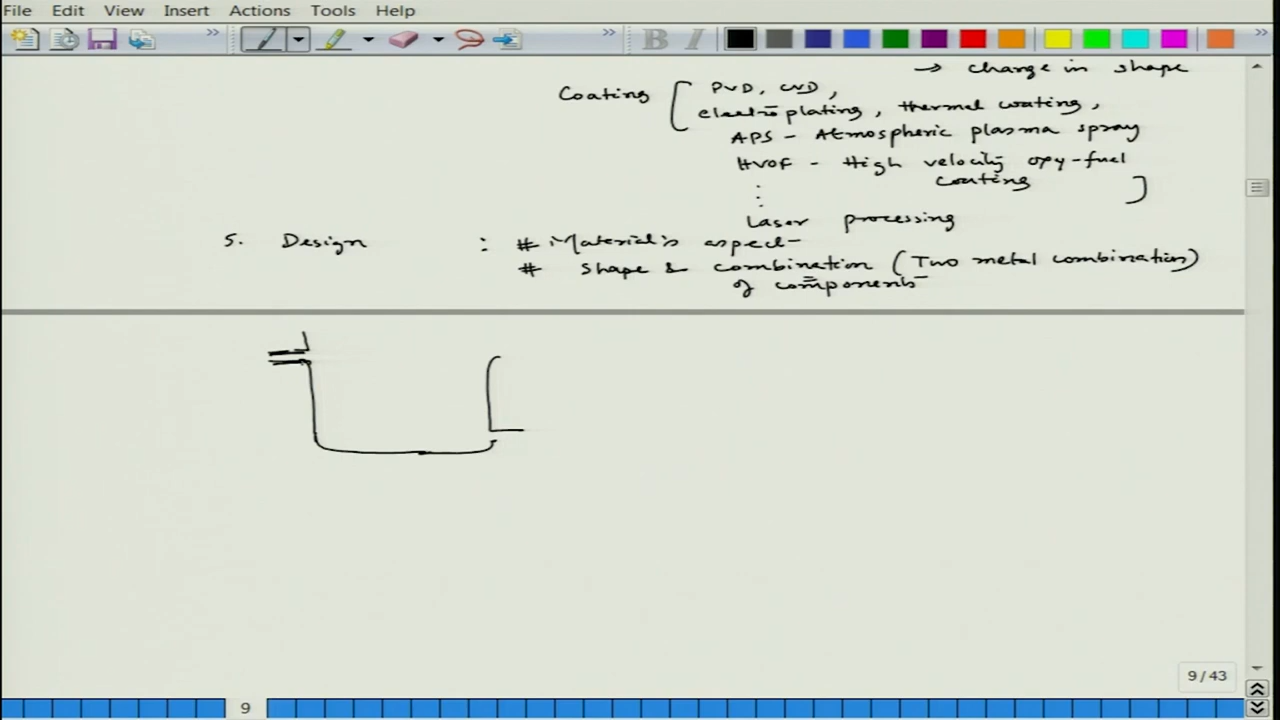 File Edit View Insert Actions Tools Help
B I
→ change in shape
Coating [ PVD, CVD,
electroplating, thermal coating,
APS - Atmospheric plasma spray
HVOF - High velocity oxy-fuel
coating ]
⋮
Laser processing
5. Design : # Material's aspect
# Shape & combination (Two metal combination)
of components
9 / 43
9